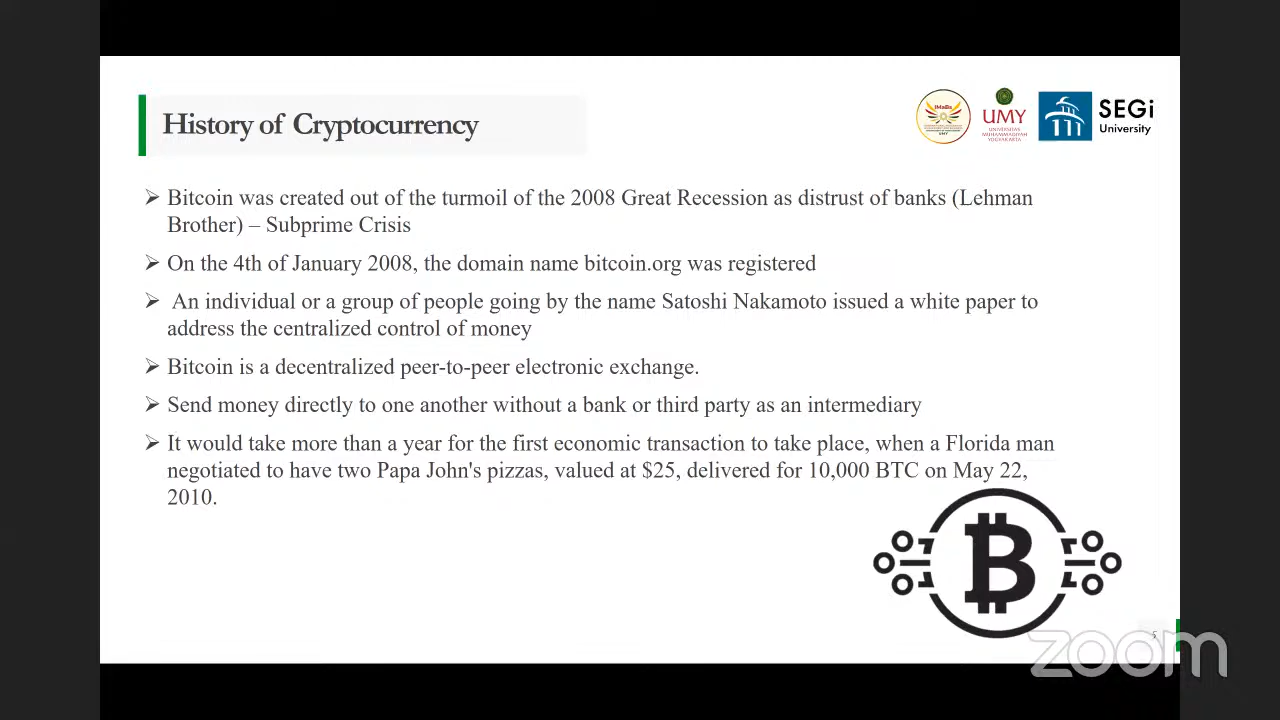 History of Cryptocurrency
IMaBs
UMY
UMY
UNIVERSITAS
MUHAMMADIYAH
YOGYAKARTA
SEGi
University
➢ Bitcoin was created out of the turmoil of the 2008 Great Recession as distrust of banks (Lehman
Brother) – Subprime Crisis
➢ On the 4th of January 2008, the domain name bitcoin.org was registered
➢ An individual or a group of people going by the name Satoshi Nakamoto issued a white paper to
address the centralized control of money
➢ Bitcoin is a decentralized peer-to-peer electronic exchange.
➢ Send money directly to one another without a bank or third party as an intermediary
➢ It would take more than a year for the first economic transaction to take place, when a Florida man
negotiated to have two Papa John's pizzas, valued at $25, delivered for 10,000 BTC on May 22,
2010.
5
zoom